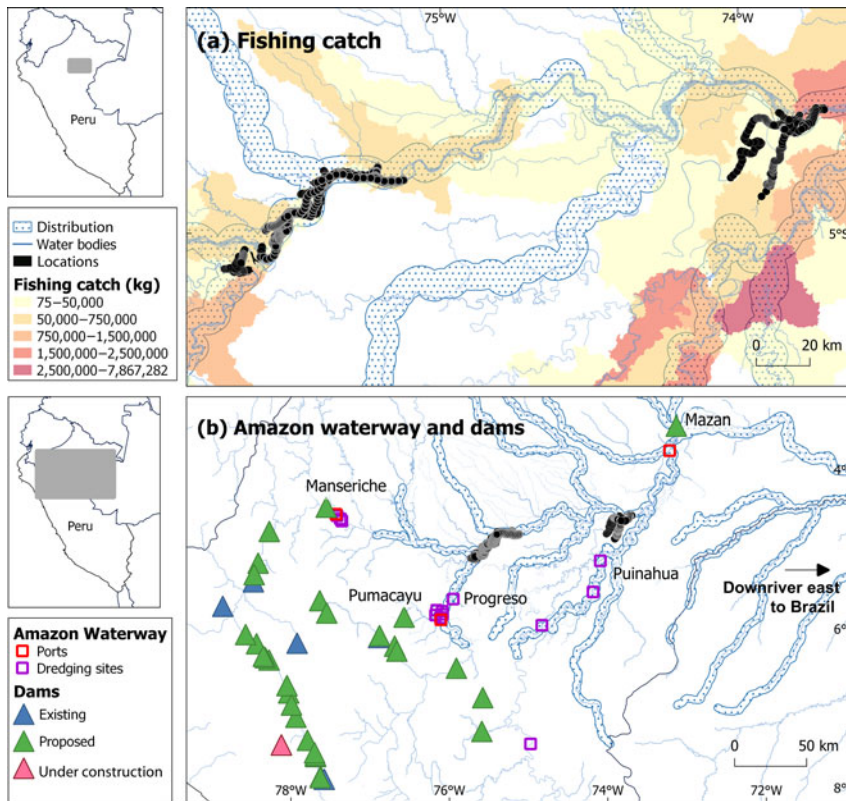 Peru
(a) Fishing catch
75°W
74°W
5°S
0
20 km
Distribution
Water bodies
Locations
Fishing catch (kg)
75–50,000
50,000–750,000
750,000–1,500,000
1,500,000–2,500,000
2,500,000–7,867,282
Peru
(b) Amazon waterway and dams
Mazan
4°S
Manseriche
Pumacayu
Progreso
Puinahua
Downriver east
to Brazil
6°S
0
50 km
78°W
76°W
74°W
72°W
8°S
Amazon Waterway
Ports
Dredging sites
Dams
Existing
Proposed
Under construction